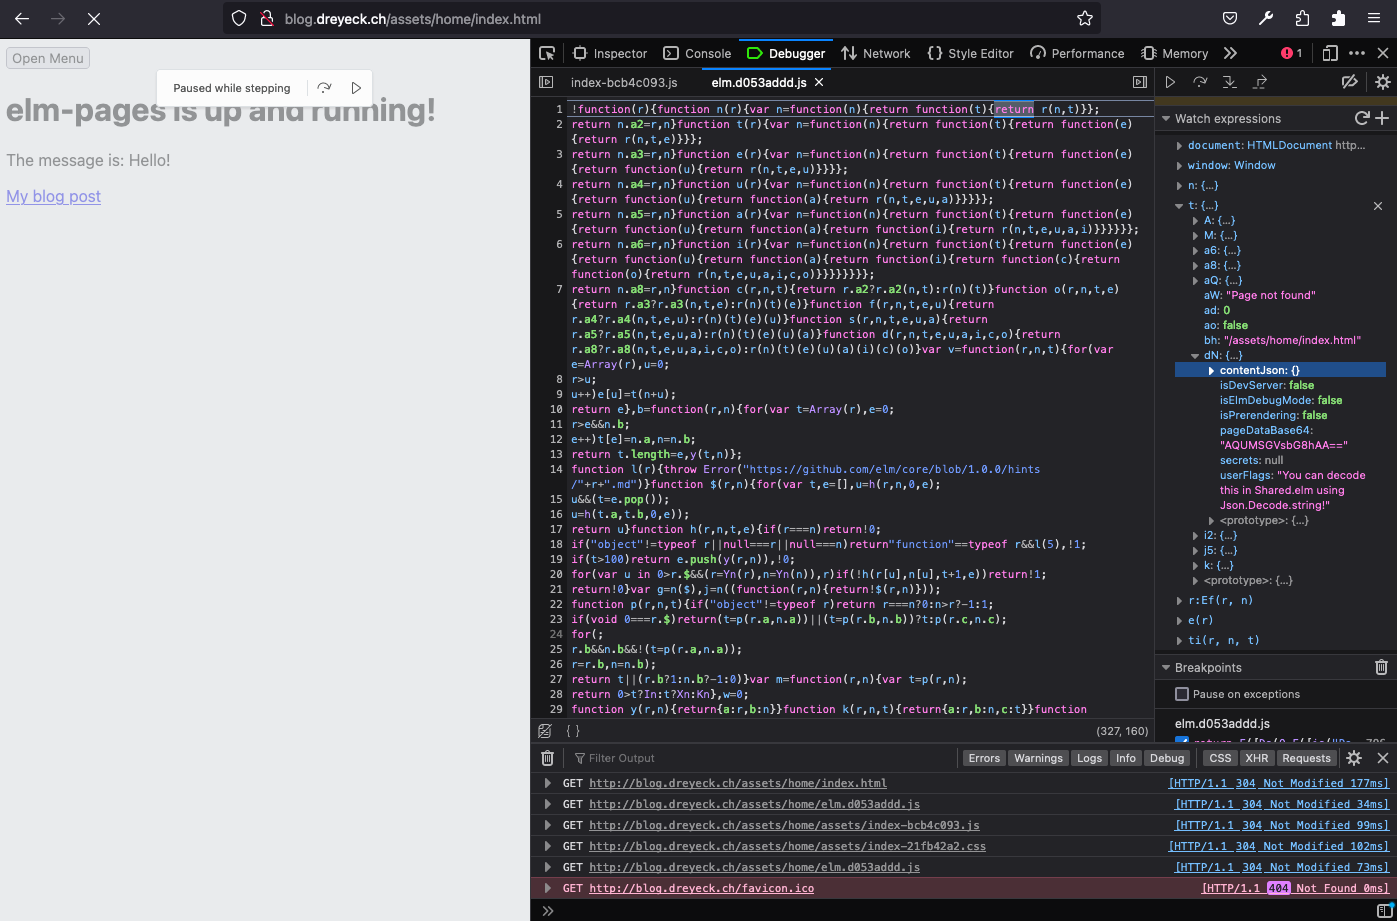 blog.dreyeck.ch/assets/home/index.html
Open Menu
Paused while stepping
elm-pages is up and running!
The message is: Hello!
My blog post
Inspector Console Debugger Network Style Editor Performance Memory 1
index-bcb4c093.js elm.d053addd.js
1 !function(r){function n(r){var n=function(n){return function(t){return r(n,t)}};
2 return n.a2=r,n}function t(r){var n=function(n){return function(t){return function(e)
{return r(n,t,e)}}};
3 return n.a3=r,n}function e(r){var n=function(n){return function(t){return function(e)
{return function(u){return r(n,t,e,u)}}}};
4 return n.a4=r,n}function u(r){var n=function(n){return function(t){return function(e)
{return function(u){return function(a){return r(n,t,e,u,a)}}}}};
5 return n.a5=r,n}function a(r){var n=function(n){return function(t){return function(e)
{return function(u){return function(a){return function(i){return r(n,t,e,u,a,i)}}}}}};
6 return n.a6=r,n}function i(r){var n=function(n){return function(t){return function(e)
{return function(u){return function(a){return function(i){return function(c){return
function(o){return r(n,t,e,u,a,i,c,o)}}}}}}}};
7 return n.a8=r,n}function c(r,n,t){return r.a2?r.a2(n,t):r(n)(t)}function o(r,n,t,e)
{return r.a3?r.a3(n,t,e):r(n)(t)(e)}function f(r,n,t,e,u){return
r.a4?r.a4(n,t,e,u):r(n)(t)(e)(u)}function s(r,n,t,e,u,a){return
r.a5?r.a5(n,t,e,u,a):r(n)(t)(e)(u)(a)}function d(r,n,t,e,u,a,i,c,o){return
r.a8?r.a8(n,t,e,u,a,i,c,o):r(n)(t)(e)(u)(a)(i)(c)(o)}var v=function(r,n,t){for(var
e=Array(r),u=0;
8 r>u;
9 u++)e[u]=t(n+u);
10 return e},b=function(r,n){for(var t=Array(r),e=0;
11 r>e&&n.b;
12 e++)t[e]=n.a,n=n.b;
13 return t.length=e,y(t,n)};
14 function l(r){throw Error("https://github.com/elm/core/blob/1.0.0/hints
/"+r+".md")}function $(r,n){for(var t,e=[],u=h(r,n,0,e);
15 u&&(t=e.pop());
16 u=h(t.a,t.b,0,e));
17 return u}function h(r,n,t,e){if(r===n)return!0;
18 if("object"!=typeof r||null===r||null===n)return"function"==typeof r&&l(5),!1;
19 if(t>100)return e.push(y(r,n)),!0;
20 for(var u in 0>r.$&&(r=Yn(r),n=Yn(n)),r)if(!h(r[u],n[u],t+1,e))return!1;
21 return!0}var g=n($),j=n((function(r,n){return!$(r,n)}));
22 function p(r,n,t){if("object"!=typeof r)return r===n?0:n>r?-1:1;
23 if(void 0===r.$)return(t=p(r.a,n.a))||(t=p(r.b,n.b))?t:p(r.c,n.c);
24 for(;
25 r.b&&n.b&&!(t=p(r.a,n.a));
26 r=r.b,n=n.b);
27 return t||(r.b?1:n.b?-1:0)}var m=function(r,n){var t=p(r,n);
28 return 0>t?In:t?Xn:Kn},w=0;
29 function y(r,n){return{a:r,b:n}}function k(r,n,t){return{a:r,b:n,c:t}}function
{ } (327, 160)
Watch expressions
document: HTMLDocument http...
window: Window
n: {…}
t: {…}
A: {…}
M: {…}
a6: {…}
a8: {…}
aQ: {…}
aW: "Page not found"
ad: 0
ao: false
bh: "/assets/home/index.html"
dN: {…}
contentJson: {}
isDevServer: false
isElmDebugMode: false
isPrerendering: false
pageDataBase64:
"AQUMSGVsbG8hAA=="
secrets: null
userFlags: "You can decode
this in Shared.elm using
Json.Decode.string!"
<prototype>: {…}
i2: {…}
j5: {…}
k: {…}
<prototype>: {…}
r:Ef(r, n)
e(r)
ti(r, n, t)
Breakpoints
Pause on exceptions
elm.d053addd.js
Filter Output Errors Warnings Logs Info Debug CSS XHR Requests
GET http://blog.dreyeck.ch/assets/home/index.html [HTTP/1.1 304 Not Modified 177ms]
GET http://blog.dreyeck.ch/assets/home/elm.d053addd.js [HTTP/1.1 304 Not Modified 34ms]
GET http://blog.dreyeck.ch/assets/home/assets/index-bcb4c093.js [HTTP/1.1 304 Not Modified 99ms]
GET http://blog.dreyeck.ch/assets/home/assets/index-21fb42a2.css [HTTP/1.1 304 Not Modified 102ms]
GET http://blog.dreyeck.ch/assets/home/elm.d053addd.js [HTTP/1.1 304 Not Modified 73ms]
GET http://blog.dreyeck.ch/favicon.ico [HTTP/1.1 404 Not Found 0ms]